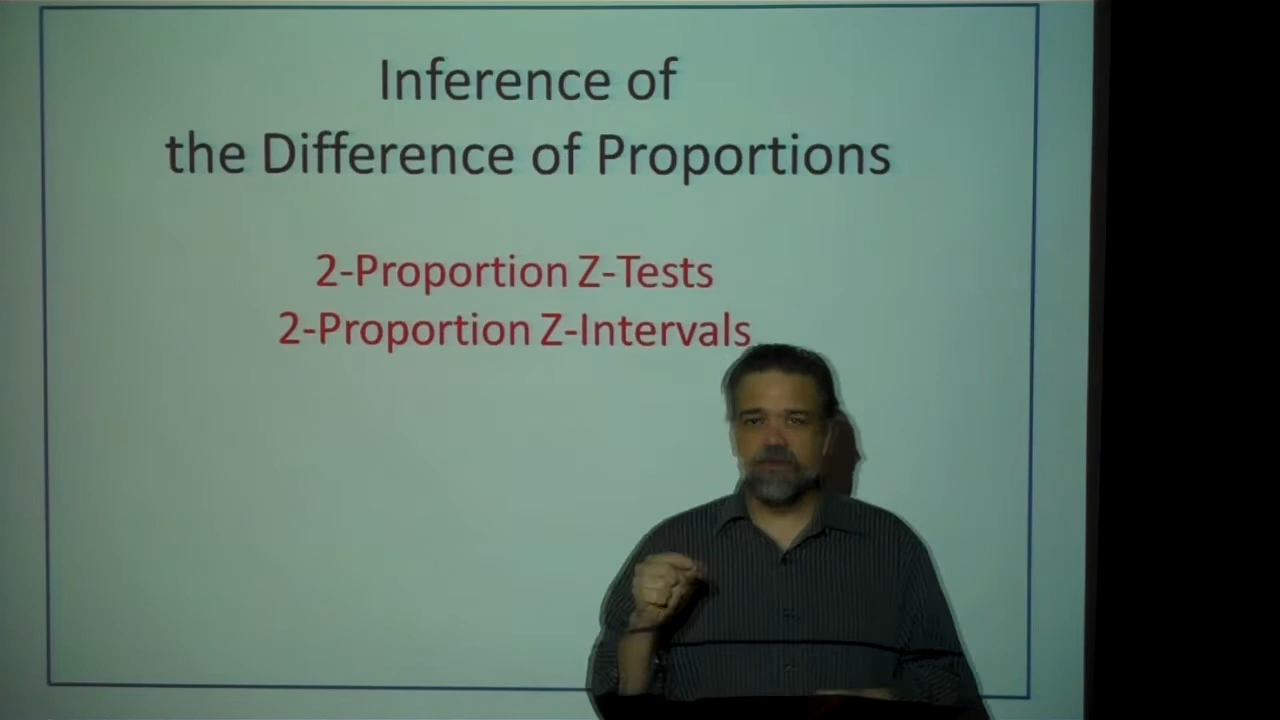 Inference of
the Difference of Proportions
2-Proportion Z-Tests
2-Proportion Z-Intervals